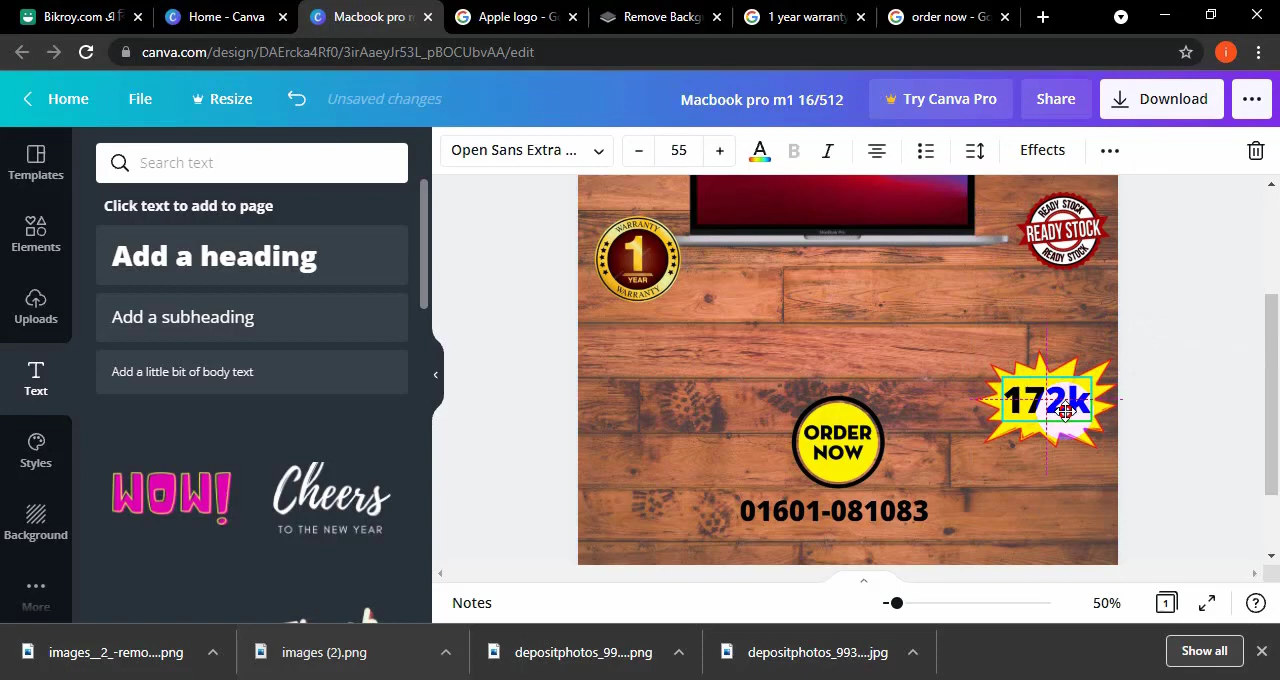 Bikroy.com
Home - Canva
Macbook pro m
Apple logo - G
Remove Backg
1 year warranty
order now - Go
canva.com/design/DAErcka4Rf0/3irAaeyJr53L_pBOCUbvAA/edit
i
Home
File
Resize
Unsaved changes
Macbook pro m1 16/512
Try Canva Pro
Share
Download
Templates
Elements
Uploads
Text
Styles
Background
More
Search text
Click text to add to page
Add a heading
Add a subheading
Add a little bit of body text
WOW!
Cheers
TO THE NEW YEAR
Open Sans Extra ...
- 55 +
A
B
I
Effects
WARRANTY
1
YEAR
WARRANTY
MacBook Pro
READY STOCK
READY STOCK
READY STOCK
172k
ORDER
NOW
01601-081083
Notes
50%
1
?
images__2_-remo....png
images (2).png
depositphotos_99....png
depositphotos_993....jpg
Show all